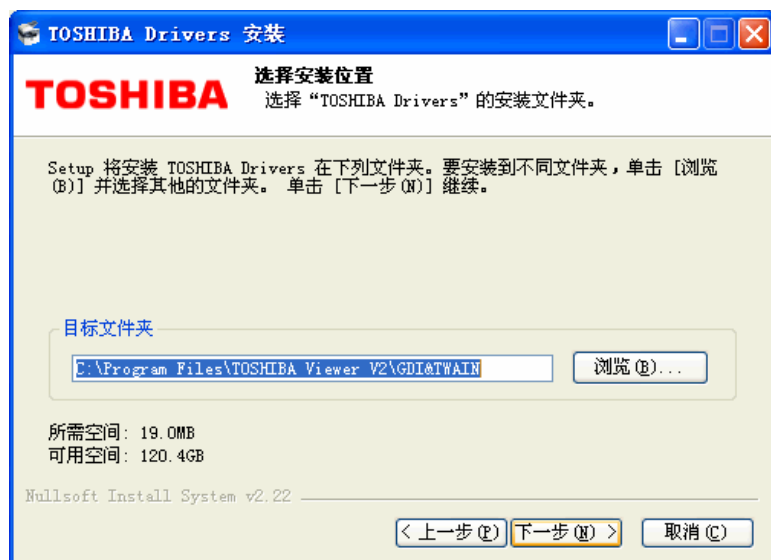 TOSHIBA Drivers 安装
TOSHIBA
选择安装位置
选择“TOSHIBA Drivers”的安装文件夹。
Setup 将安装 TOSHIBA Drivers 在下列文件夹。要安装到不同文件夹，单击 [浏览
(B)] 并选择其他的文件夹。 单击 [下一步(N)] 继续。
目标文件夹
C:\Program Files\TOSHIBA Viewer V2\GDI&TWAIN
浏览(B)...
所需空间: 19.0MB
可用空间: 120.4GB
Nullsoft Install System v2.22
< 上一步(P)
下一步(N) >
取消(C)